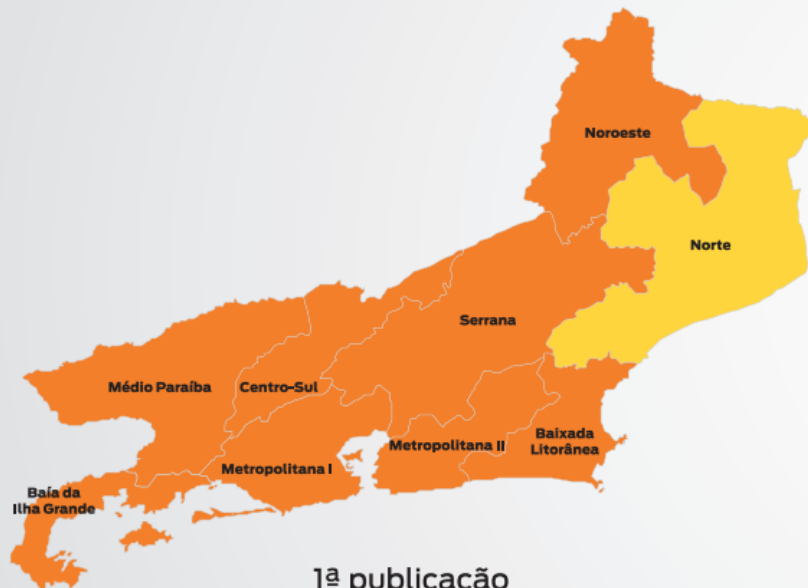 Noroeste
Norte
Serrana
Médio Paraíba
Centro-Sul
Metropolitana I
Metropolitana II
Baixada
Litorânea
Baía da
Ilha Grande
1ª publicação